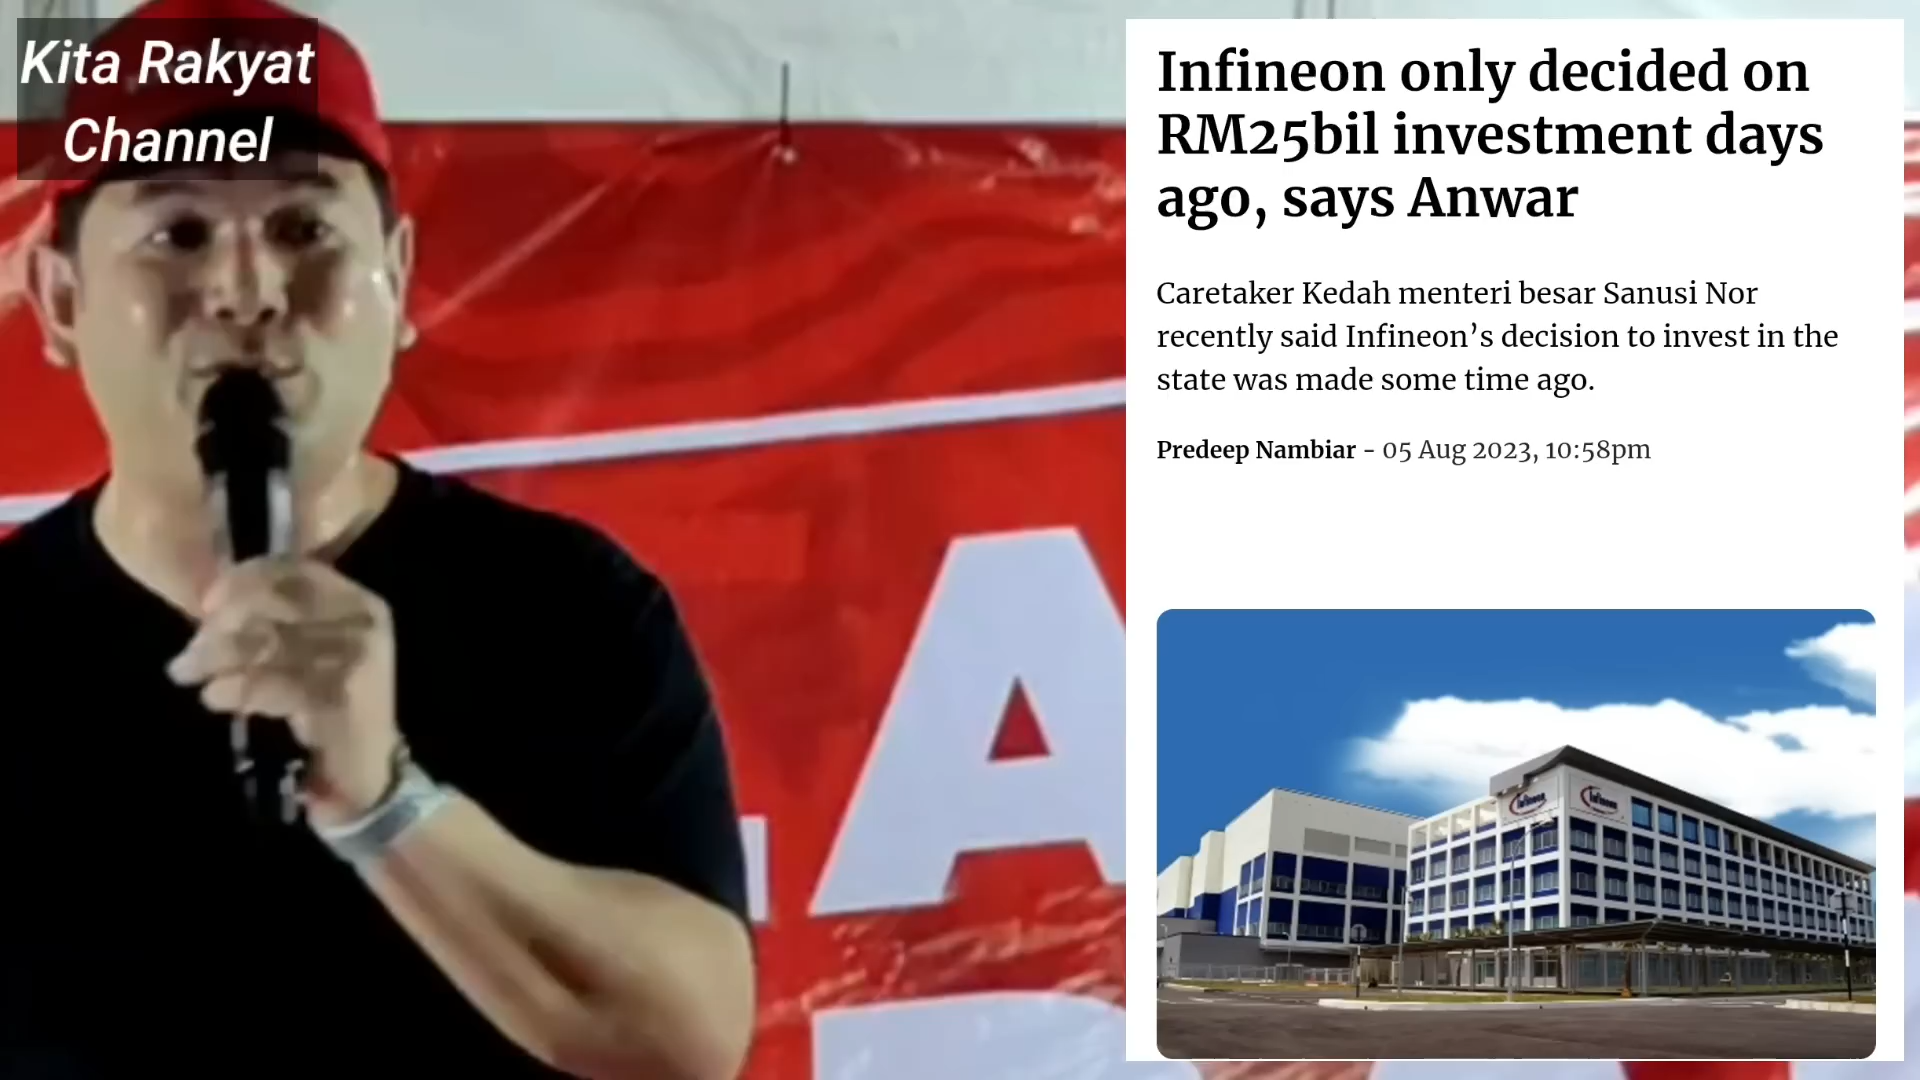 Kita Rakyat
Channel
Infineon only decided on
RM25bil investment days
ago, says Anwar
Caretaker Kedah menteri besar Sanusi Nor
recently said Infineon’s decision to invest in the
state was made some time ago.
Predeep Nambiar - 05 Aug 2023, 10:58pm
Infineon
Infineon
A